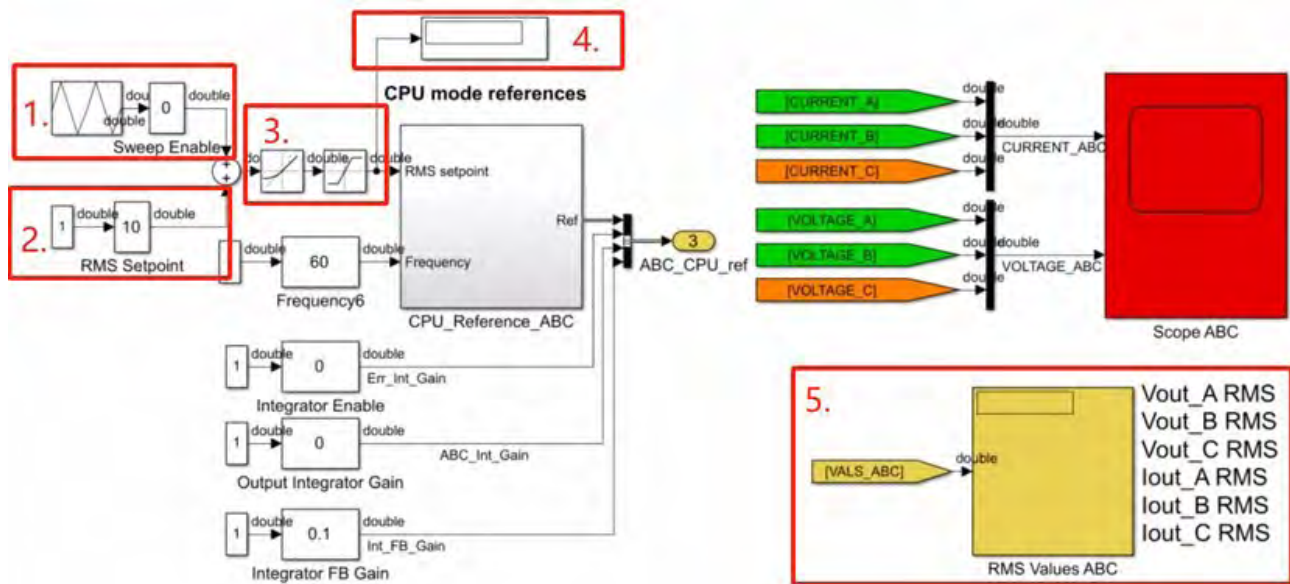 4.
CPU mode references
1.
double
double
0
double
Sweep Enable
3.
double
RMS setpoint
2.
1
double
10
double
RMS Setpoint
double
60
double
Frequency
Frequency6
Ref
CPU_Reference_ABC
3
ABC_CPU_ref
1
double
0
double
Err_Int_Gain
Integrator Enable
1
double
0
double
ABC_Int_Gain
Output Integrator Gain
1
double
0.1
double
Int_FB_Gain
Integrator FB Gain
[CURRENT_A]
double
[CURRENT_B]
double
double
CURRENT_ABC
[CURRENT_C]
double
[VOLTAGE_A]
double
[VOLTAGE_B]
double
double
VOLTAGE_ABC
[VOLTAGE_C]
double
Scope ABC
5.
[VALS_ABC]
double
RMS Values ABC
Vout_A RMS
Vout_B RMS
Vout_C RMS
Iout_A RMS
Iout_B RMS
Iout_C RMS